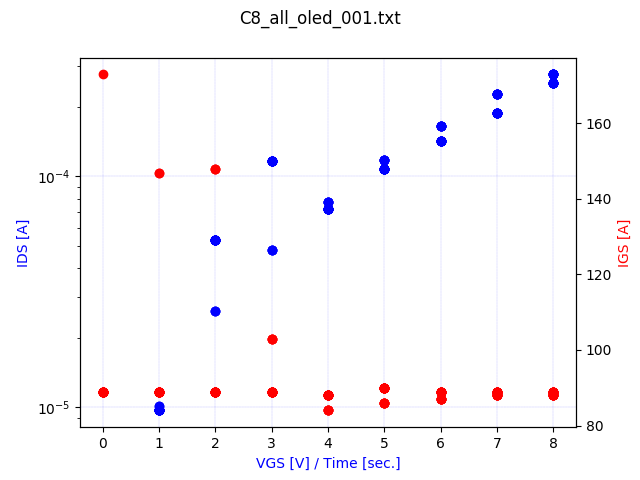 C8_all_oled_001.txt
IDS [A]
10⁻⁴
10⁻⁵
160
140
120
100
80
IGS [A]
0 1 2 3 4 5 6 7 8
VGS [V] / Time [sec.]